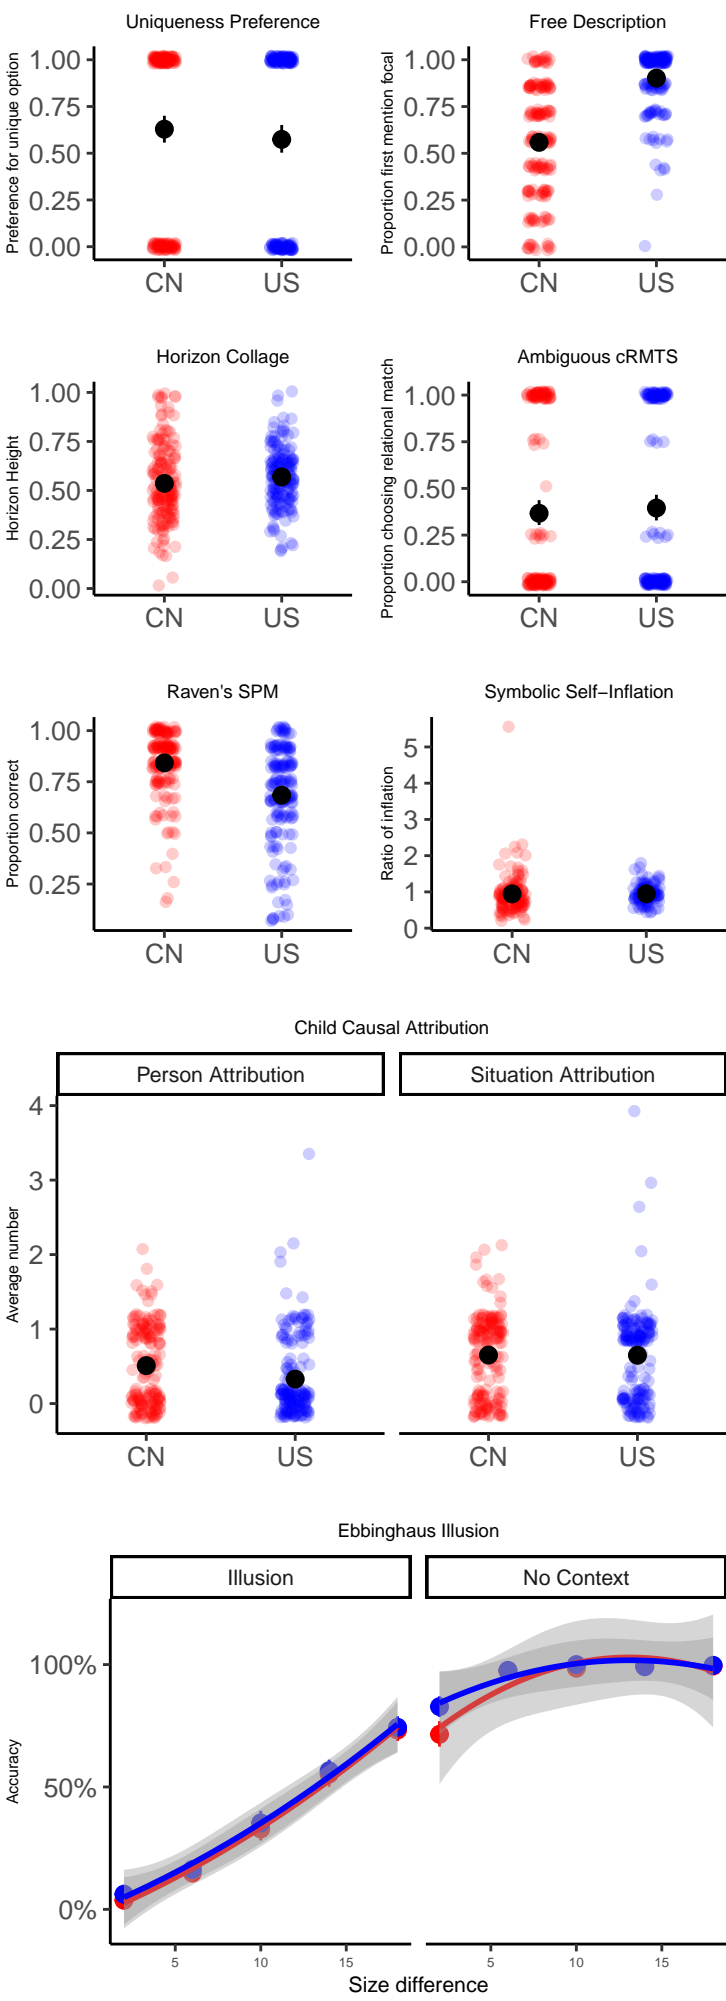 Uniqueness Preference
Preference for unique option
1.00
0.75
0.50
0.25
0.00
CN
US
Free Description
Proportion first mention focal
1.00
0.75
0.50
0.25
0.00
CN
US
Horizon Collage
Horizon Height
1.00
0.75
0.50
0.25
0.00
CN
US
Ambiguous cRMTS
Proportion choosing relational match
1.00
0.75
0.50
0.25
0.00
CN
US
Raven's SPM
Proportion correct
1.00
0.75
0.50
0.25
CN
US
Symbolic Self−Inflation
Ratio of inflation
5
4
3
2
1
0
CN
US
Child Causal Attribution
Person Attribution
Situation Attribution
Average number
4
3
2
1
0
CN
US
CN
US
Ebbinghaus Illusion
Illusion
No Context
Accuracy
100%
50%
0%
5
10
15
5
10
15
Size difference